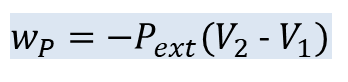 w_P = −P_ext(V_2 - V_1)